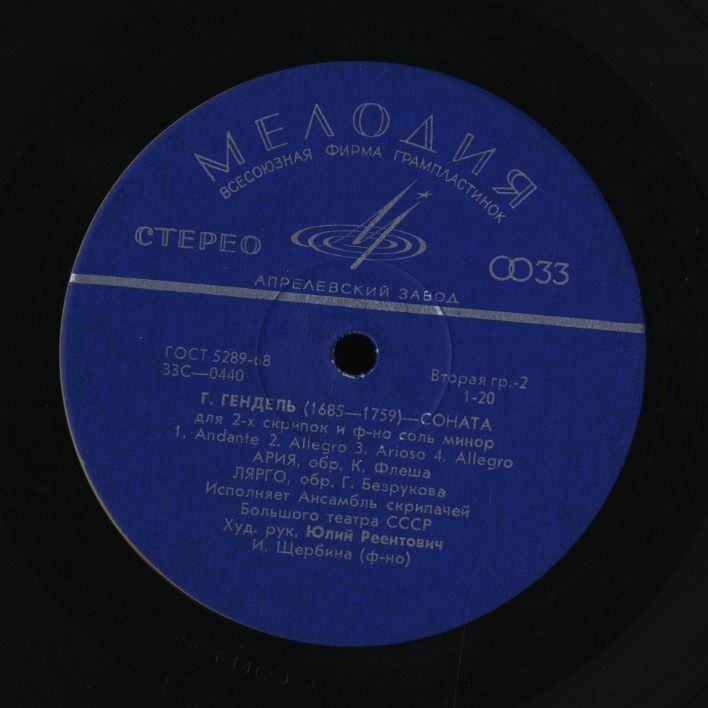 МЕЛОДИЯ
ВСЕСОЮЗНАЯ ФИРМА ГРАМПЛАСТИНОК
СТЕРЕО
33
АПРЕЛЕВСКИЙ ЗАВОД
ГОСТ 5289-68
Вторая гр.-2
33С—0440
1-20
Г. ГЕНДЕЛЬ (1685—1759)—СОНАТА
для 2-х скрипок и ф-но соль минор
1. Andante 2. Allegro 3. Arioso 4. Allegro
АРИЯ, обр. К. Флеша
ЛЯРГО, обр. Г. Безрукова
Исполняет Ансамбль скрипачей
Большого театра СССР
Худ. рук. Юлий Реентович
И. Щербина (ф-но)